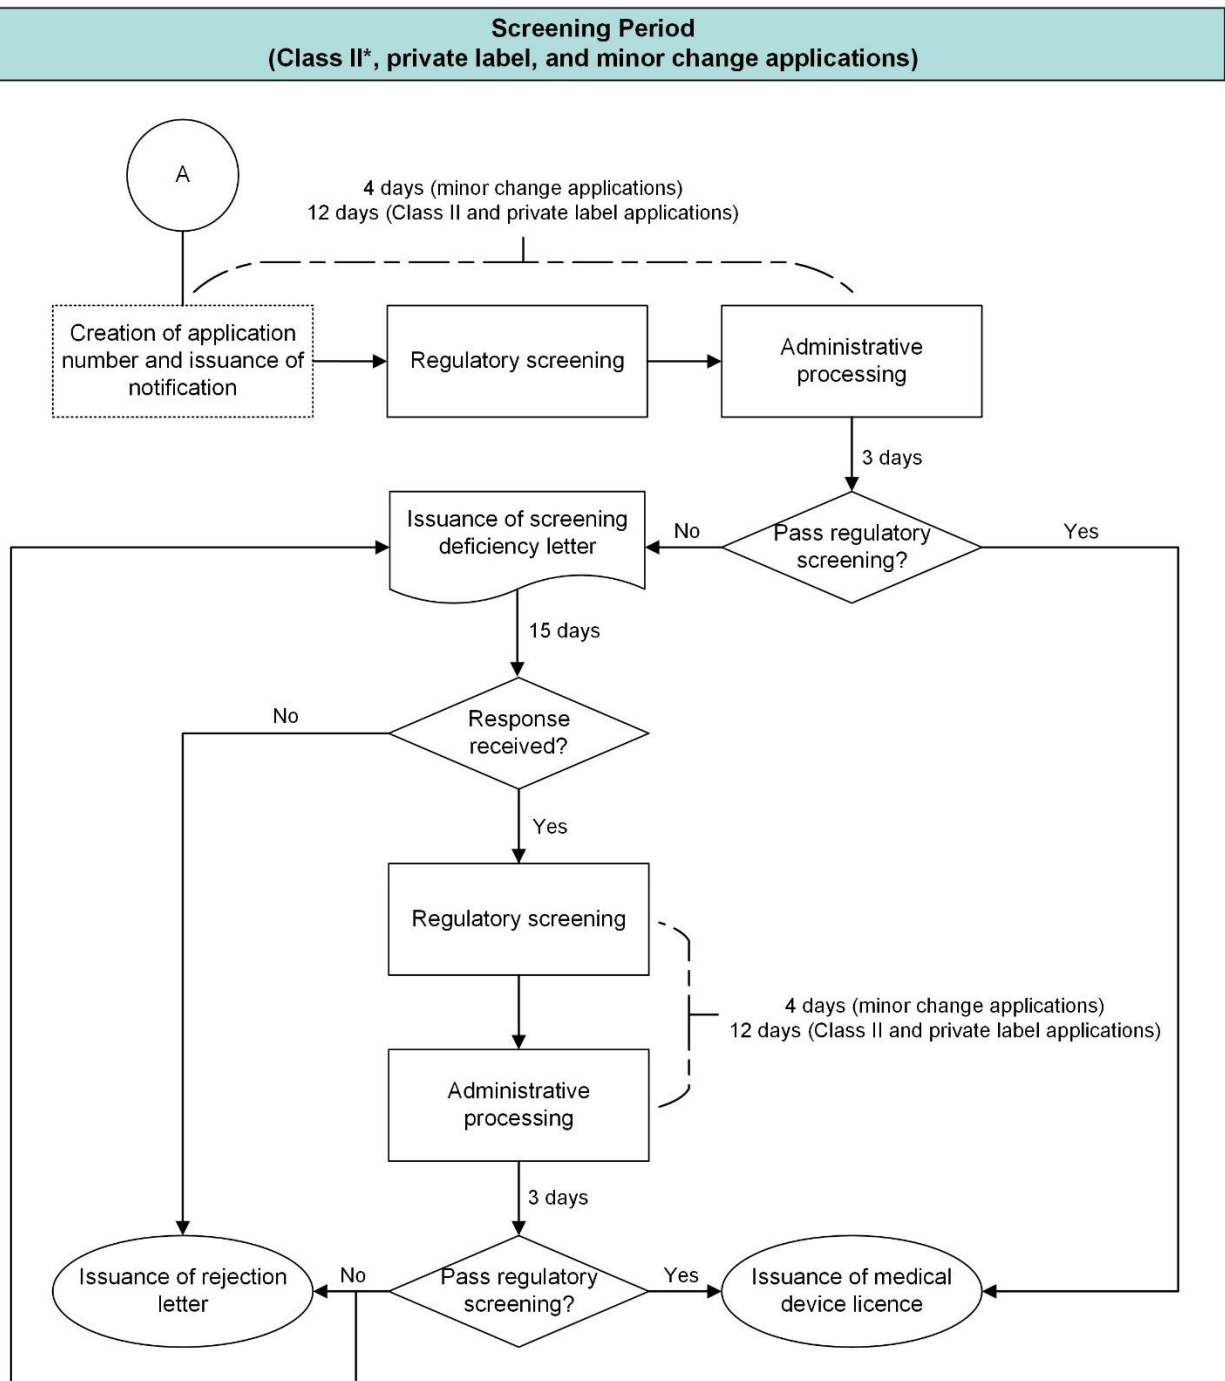 Screening Period
(Class II*, private label, and minor change applications)
A
4 days (minor change applications)
12 days (Class II and private label applications)
Creation of application
number and issuance of
notification
Regulatory screening
Administrative
processing
3 days
Issuance of screening
deficiency letter
No
Pass regulatory
screening?
Yes
15 days
No
Response
received?
Yes
Regulatory screening
4 days (minor change applications)
12 days (Class II and private label applications)
Administrative
processing
3 days
Issuance of rejection
letter
No
Pass regulatory
screening?
Yes
Issuance of medical
device licence